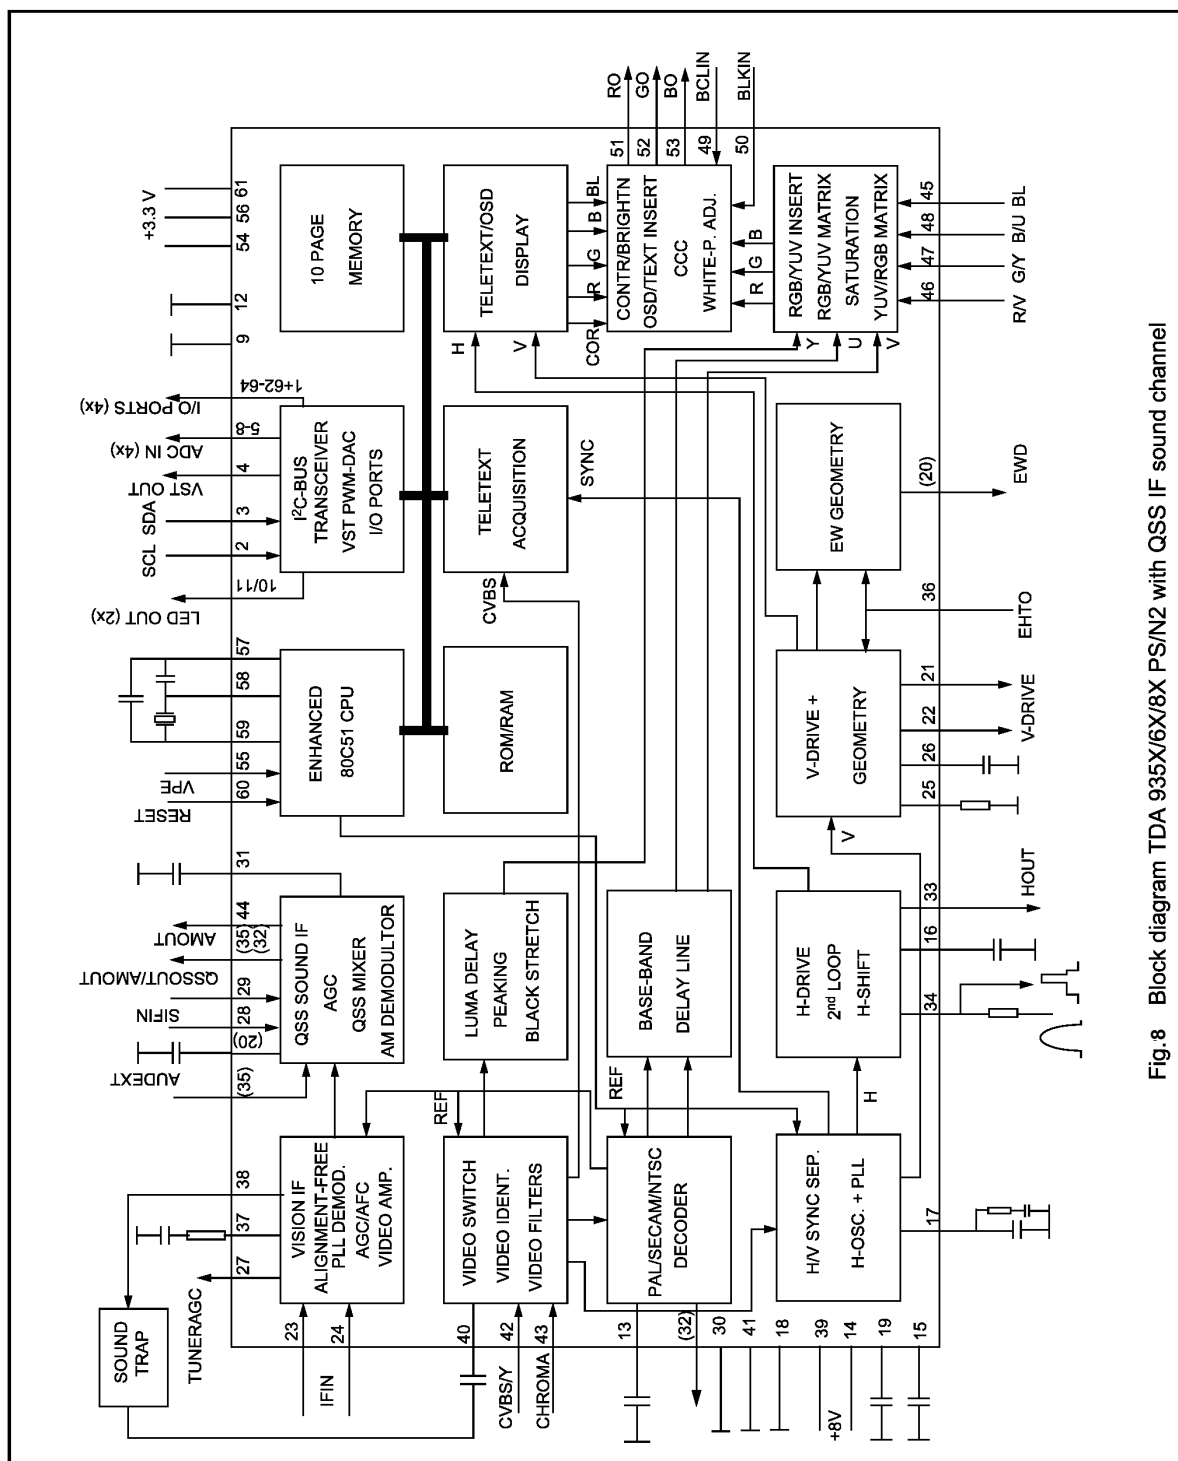 +3.3 V
54
56
61
9
12
I/O PORTS (4x)
1+62-64
ADC IN (4x)
5-8
VST OUT
4
SDA
3
SCL
2
LED OUT (2x)
10/11
57
58
59
VPE
55
RESET
60
31
AMOUT
44
QSSOUT/AMOUT
(35)
(32)
SIFIN
29
28
(20)
AUDEXT
(35)
38
37
TUNERAGC
27
SOUND
TRAP
10 PAGE
MEMORY
I2C-BUS
TRANSCEIVER
VST PWM-DAC
I/O PORTS
ENHANCED
80C51 CPU
QSS SOUND IF
AGC
QSS MIXER
AM DEMODULTOR
VISION IF
ALIGNMENT-FREE
PLL DEMOD.
AGC/AFC
VIDEO AMP.
23
24
IFIN
TELETEXT/OSD
DISPLAY
H
V
TELETEXT
ACQUISITION
CVBS
SYNC
ROM/RAM
LUMA DELAY
PEAKING
BLACK STRETCH
REF
VIDEO SWITCH
VIDEO IDENT.
VIDEO FILTERS
40
42
43
CVBS/Y
CHROMA
COR
R
G
B
BL
RO
GO
BO
BCLIN
BLKIN
51
52
53
49
50
CONTR/BRIGHTN
OSD/TEXT INSERT
CCC
WHITE-P. ADJ.
R
G
B
Y
U
V
RGB/YUV INSERT
RGB/YUV MATRIX
SATURATION
YUV/RGB MATRIX
46
47
48
45
R/V
G/Y
B/U
BL
BASE-BAND
DELAY LINE
REF
PAL/SECAM/NTSC
DECODER
13
(32)
30
41
18
39
14
19
15
+8V
EW GEOMETRY
(20)
EWD
36
EHTO
V-DRIVE +
GEOMETRY
V
21
22
26
25
V-DRIVE
H-DRIVE
2nd LOOP
H-SHIFT
33
16
34
HOUT
H
H/V SYNC SEP.
H-OSC. + PLL
17
Fig.8 Block diagram TDA 935X/6X/8X PS/N2 with QSS IF sound channel